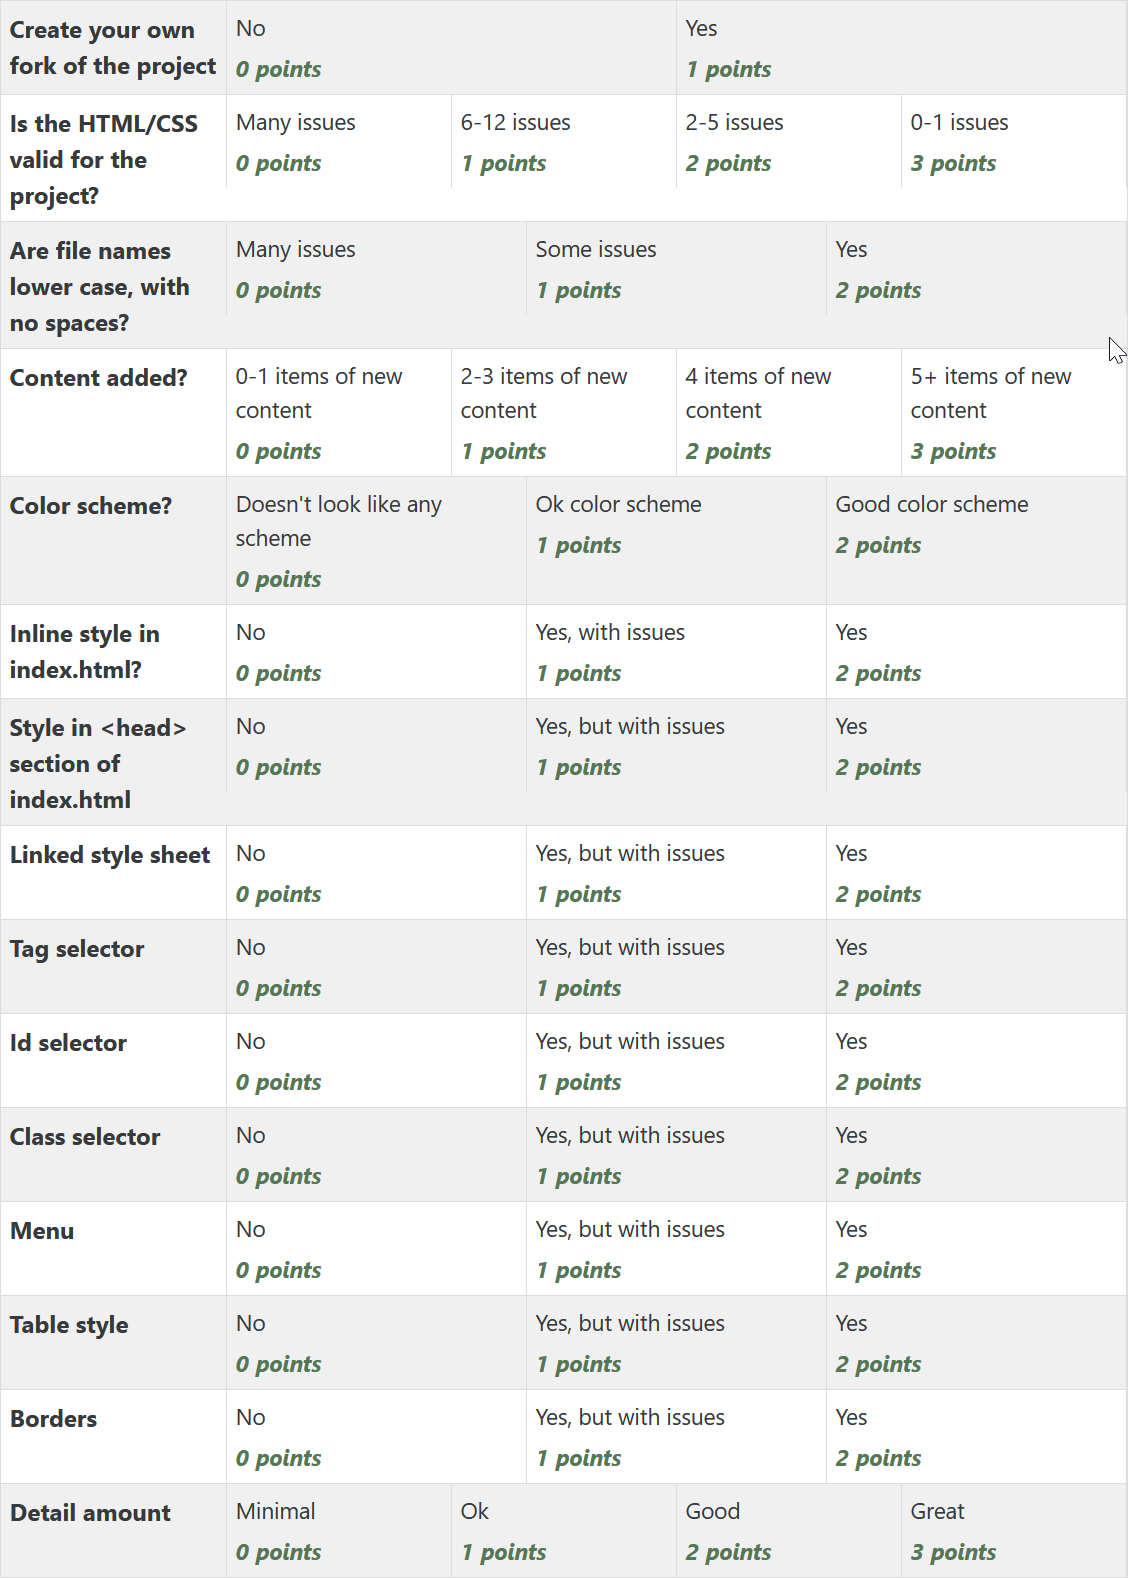 Create your own
fork of the project
No
0 points
Yes
1 points
Is the HTML/CSS
valid for the
project?
Many issues
0 points
6-12 issues
1 points
2-5 issues
2 points
0-1 issues
3 points
Are file names
lower case, with
no spaces?
Many issues
0 points
Some issues
1 points
Yes
2 points
Content added?
0-1 items of new
content
0 points
2-3 items of new
content
1 points
4 items of new
content
2 points
5+ items of new
content
3 points
Color scheme?
Doesn't look like any
scheme
0 points
Ok color scheme
1 points
Good color scheme
2 points
Inline style in
index.html?
No
0 points
Yes, with issues
1 points
Yes
2 points
Style in <head>
section of
index.html
No
0 points
Yes, but with issues
1 points
Yes
2 points
Linked style sheet
No
0 points
Yes, but with issues
1 points
Yes
2 points
Tag selector
No
0 points
Yes, but with issues
1 points
Yes
2 points
Id selector
No
0 points
Yes, but with issues
1 points
Yes
2 points
Class selector
No
0 points
Yes, but with issues
1 points
Yes
2 points
Menu
No
0 points
Yes, but with issues
1 points
Yes
2 points
Table style
No
0 points
Yes, but with issues
1 points
Yes
2 points
Borders
No
0 points
Yes, but with issues
1 points
Yes
2 points
Detail amount
Minimal
0 points
Ok
1 points
Good
2 points
Great
3 points